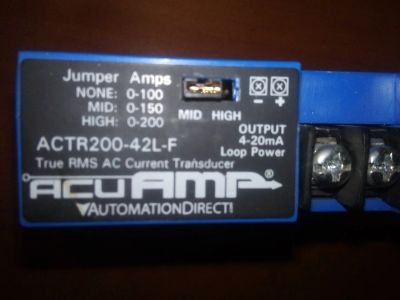 Jumper Amps
NONE: 0-100
MID: 0-150
HIGH: 0-200
MID HIGH
- +
OUTPUT
4-20mA
Loop Power
ACTR200-42L-F
True RMS AC Current Transducer
ACUAMP®
AUTOMATIONDIRECT!